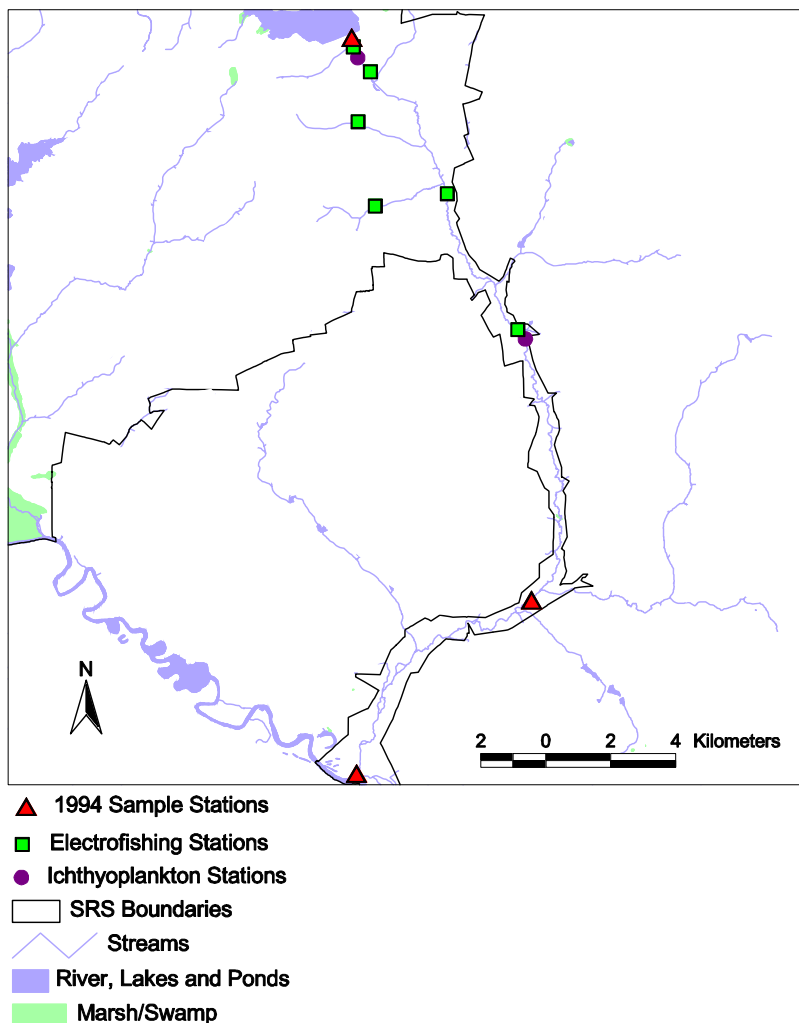 N
2 0 2 4 Kilometers
1994 Sample Stations
Electrofishing Stations
Ichthyoplankton Stations
SRS Boundaries
Streams
River, Lakes and Ponds
Marsh/Swamp